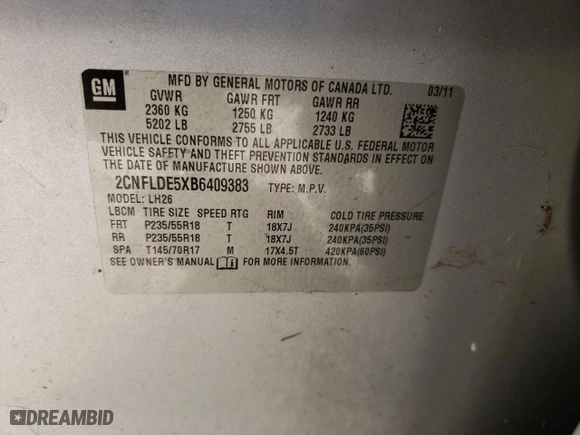 GM
MFD BY GENERAL MOTORS OF CANADA LTD. 03/11
GVWR GAWR FRT GAWR RR
2360 KG 1250 KG 1240 KG
5202 LB 2755 LB 2733 LB
THIS VEHICLE CONFORMS TO ALL APPLICABLE U.S. FEDERAL MOTOR
VEHICLE SAFETY AND THEFT PREVENTION STANDARDS IN EFFECT ON
THE DATE OF MANUFACTURE SHOWN ABOVE.
2CNFLDE5XB6409383 TYPE: M.P.V.
MODEL: LH26
LBCM TIRE SIZE SPEED RTG RIM COLD TIRE PRESSURE
FRT P235/55R18 T 18X7J 240KPA(35PSI)
RR P235/55R18 T 18X7J 240KPA(35PSI)
SPA T145/70R17 M 17X4.5T 420KPA(60PSI)
SEE OWNER'S MANUAL FOR MORE INFORMATION.
DREAMBID